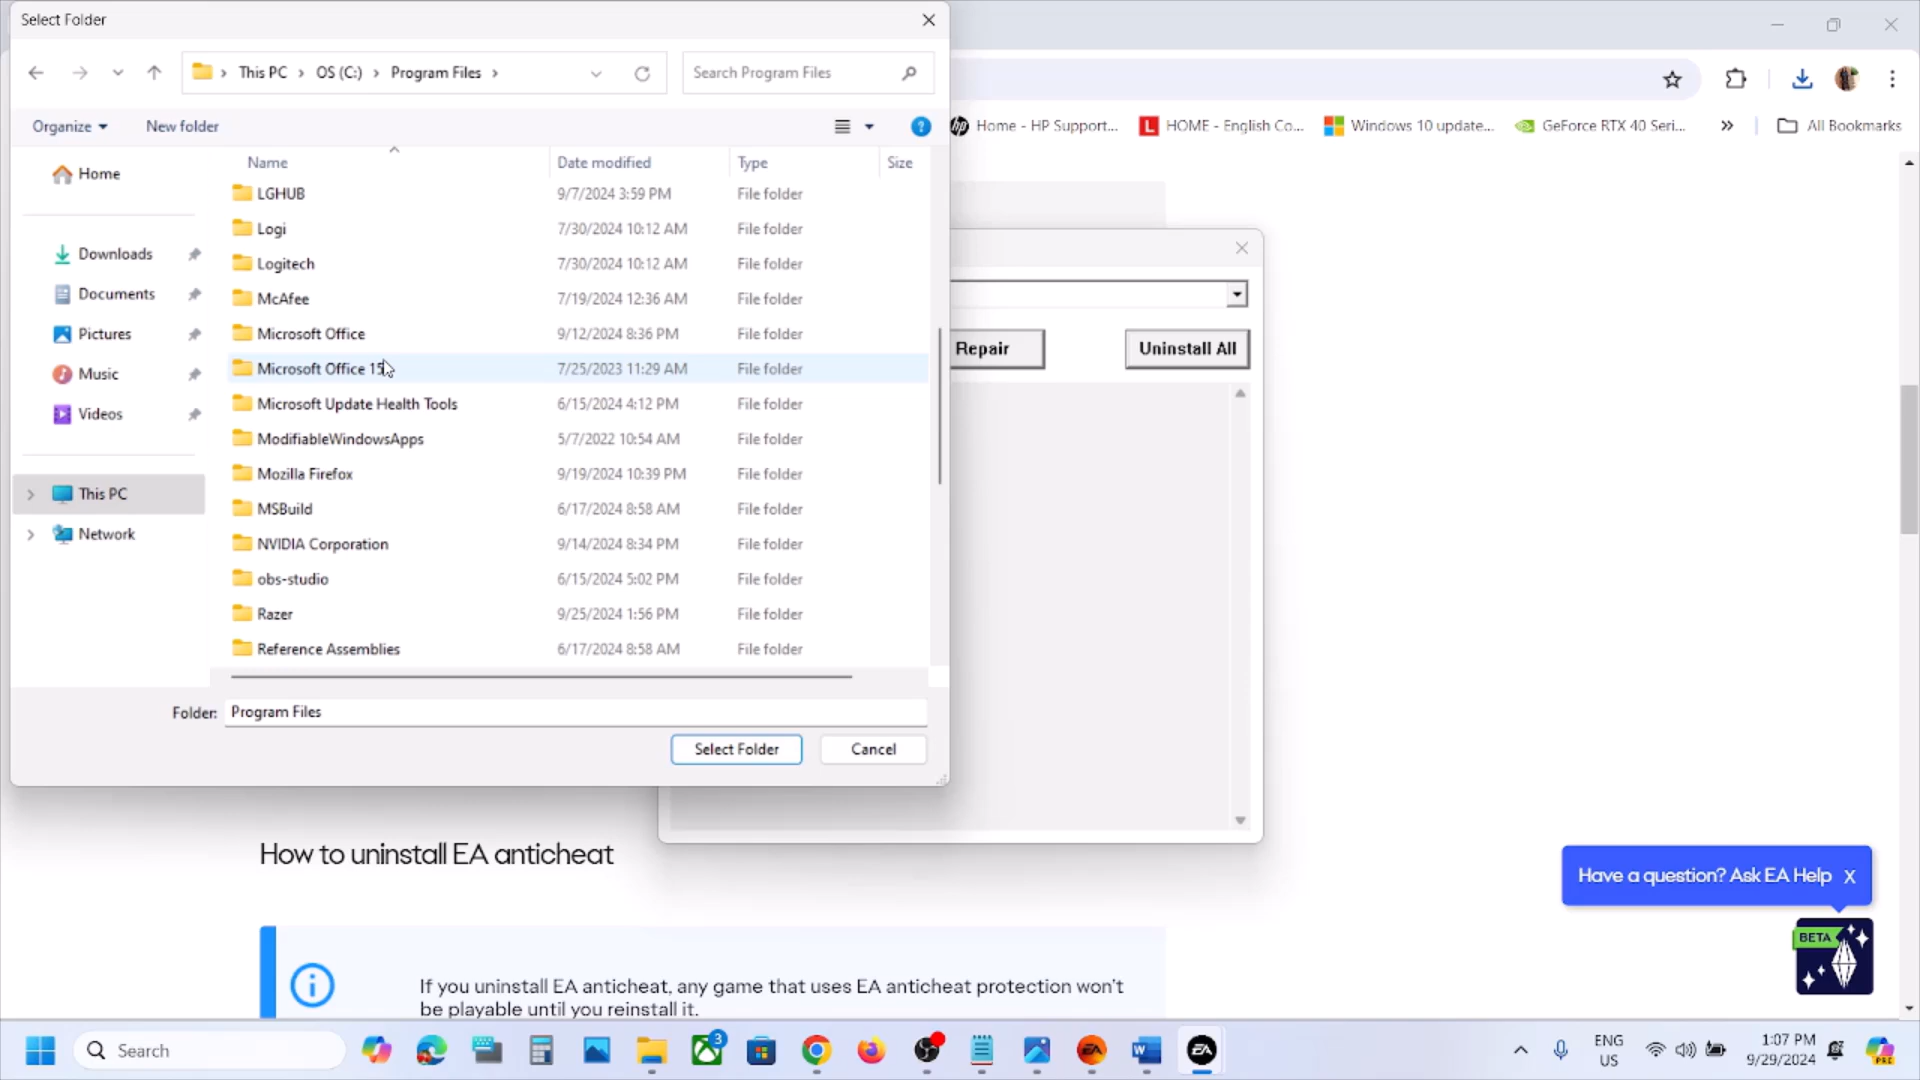 Select Folder
This PC
OS (C:)
Program Files
Search Program Files
Organize
New folder
Home - HP Support...
HOME - English Co...
Windows 10 update...
GeForce RTX 40 Seri...
All Bookmarks
Name
Date modified
Type
Size
Home
Downloads
Documents
Pictures
Music
Videos
This PC
Network
LGHUB 9/7/2024 3:59 PM File folder
Logi 7/30/2024 10:12 AM File folder
Logitech 7/30/2024 10:12 AM File folder
McAfee 7/19/2024 12:36 AM File folder
Microsoft Office 9/12/2024 8:36 PM File folder
Microsoft Office 15 7/25/2023 11:29 AM File folder
Microsoft Update Health Tools 6/15/2024 4:12 PM File folder
ModifiableWindowsApps 5/7/2022 10:54 AM File folder
Mozilla Firefox 9/19/2024 10:39 PM File folder
MSBuild 6/17/2024 8:58 AM File folder
NVIDIA Corporation 9/14/2024 8:34 PM File folder
obs-studio 6/15/2024 5:02 PM File folder
Razer 9/25/2024 1:56 PM File folder
Reference Assemblies 6/17/2024 8:58 AM File folder
Folder: Program Files
Select Folder
Cancel
Repair
Uninstall All
How to uninstall EA anticheat
If you uninstall EA anticheat, any game that uses EA anticheat protection won't
be playable until you reinstall it.
Have a question? Ask EA Help X
BETA
Search
3
ENG
US
1:07 PM
9/29/2024